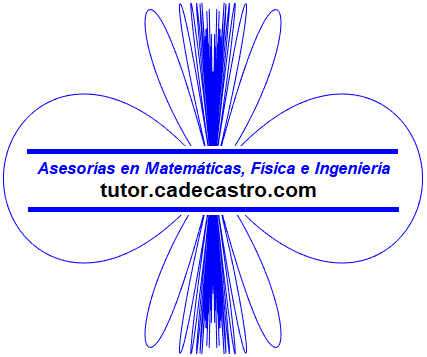 Asesorías en Matemáticas, Física e Ingeniería
tutor.cadecastro.com